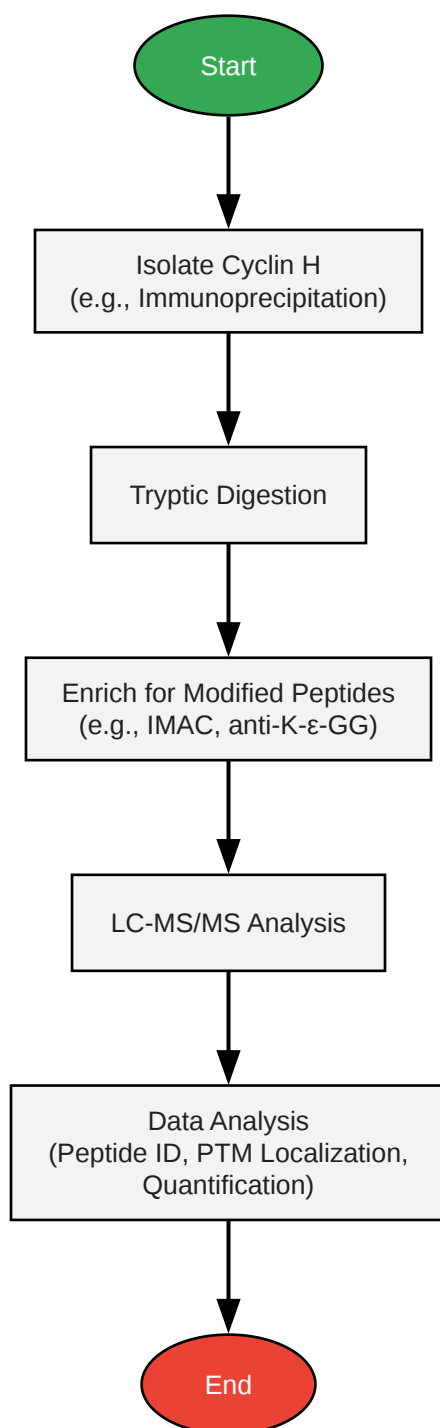 Start
Isolate Cyclin H
(e.g., Immunoprecipitation)
Tryptic Digestion
Enrich for Modified Peptides
(e.g., IMAC, anti-K-ε-GG)
LC-MS/MS Analysis
Data Analysis
(Peptide ID, PTM Localization,
Quantification)
End